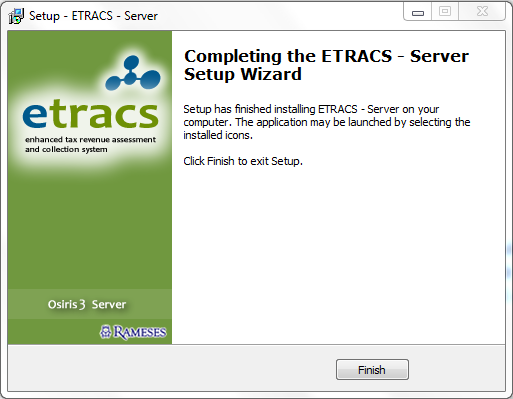 Setup - ETRACS - Server
Completing the ETRACS - Server
Setup Wizard
Setup has finished installing ETRACS - Server on your
computer. The application may be launched by selecting the
installed icons.
Click Finish to exit Setup.
etracs
enhanced tax revenue assessment
and collection system
Osiris 3 Server
RAMESES
Finish